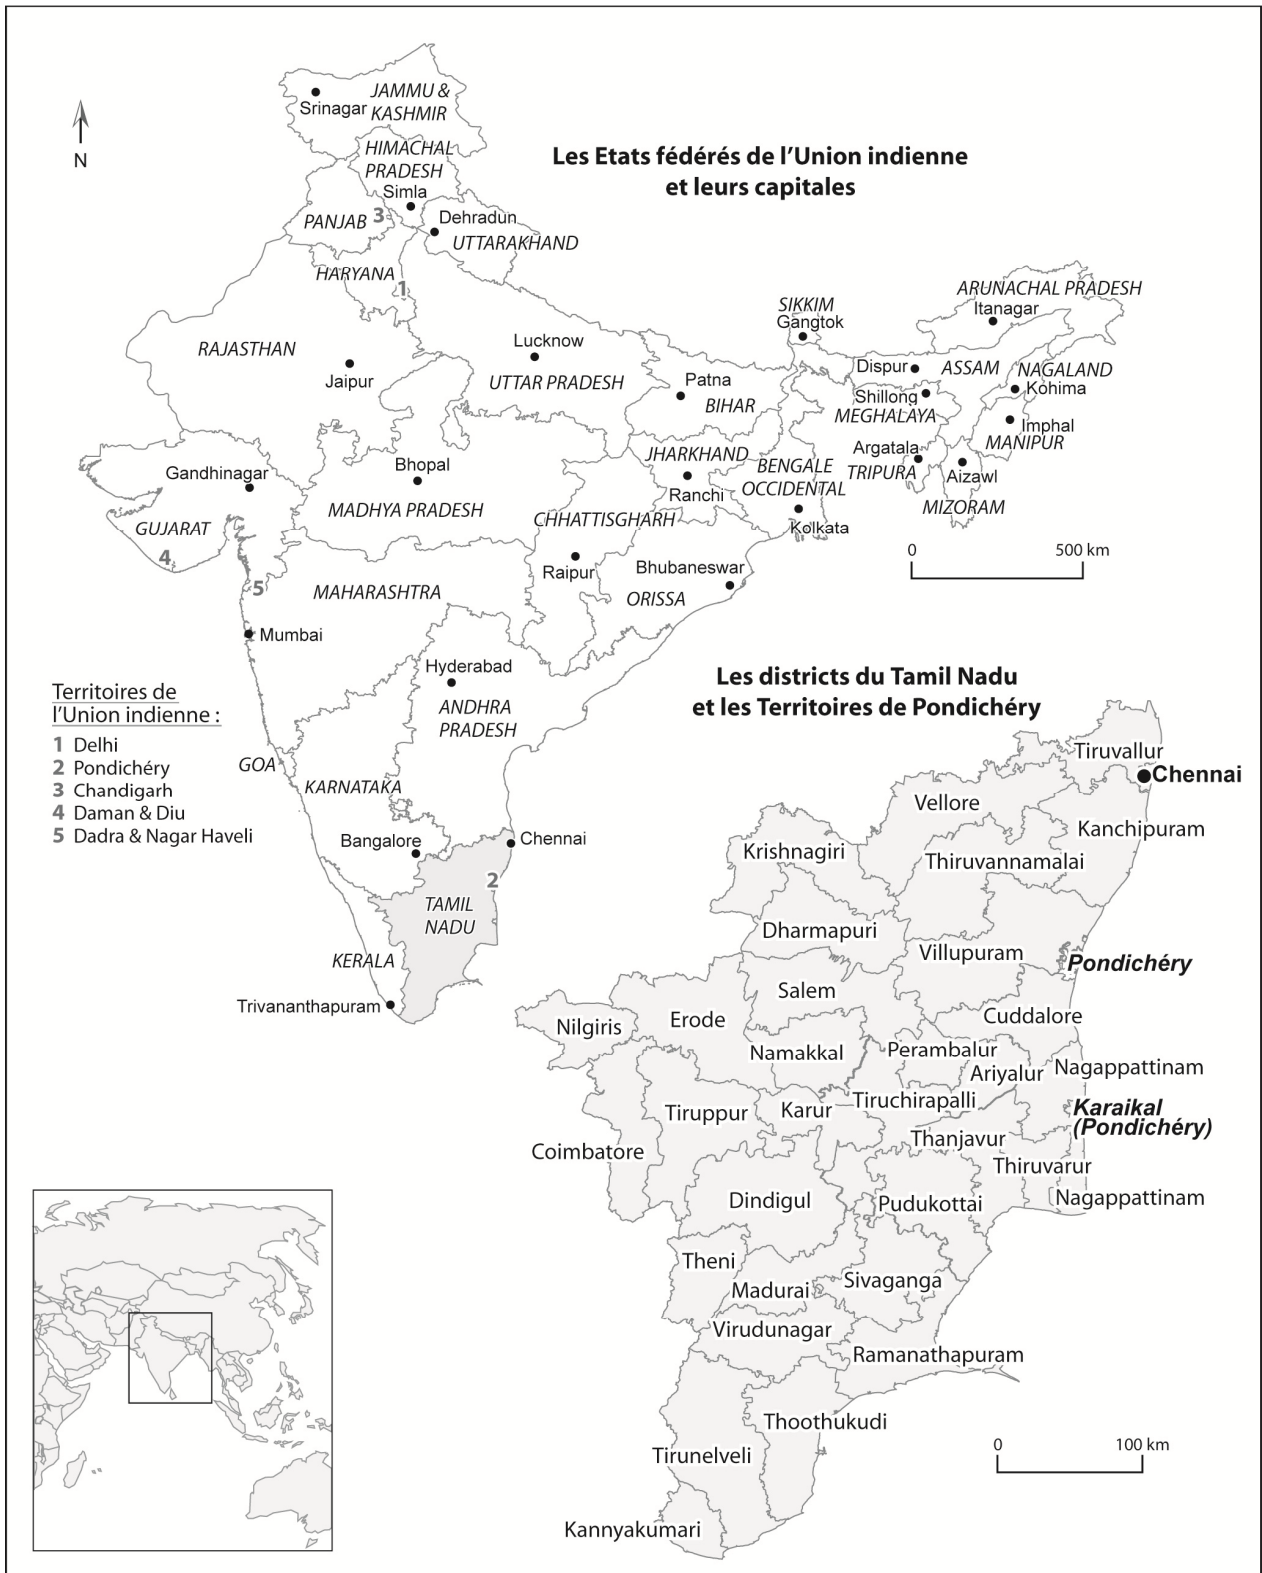 Les Etats fédérés de l'Union indienne
et leurs capitales
N
JAMMU &
KASHMIR
Srinagar
HIMACHAL
PRADESH
Simla
PANJAB
3
Dehradun
UTTARAKHAND
HARYANA
1
ARUNACHAL PRADESH
Itanagar
SIKKIM
Gangtok
RAJASTHAN
Jaipur
Lucknow
UTTAR PRADESH
Patna
BIHAR
Dispur
ASSAM
NAGALAND
Kohima
Shillong
MEGHALAYA
Imphal
MANIPUR
Argatala
TRIPURA
Aizawl
MIZORAM
Gandhinagar
GUJARAT
4
5
Bhopal
MADHYA PRADESH
JHARKHAND
Ranchi
BENGALE
OCCIDENTAL
Kolkata
CHHATTISGHARH
Raipur
Bhubaneswar
ORISSA
0
500 km
MAHARASHTRA
Mumbai
Hyderabad
ANDHRA
PRADESH
GOA
KARNATAKA
Bangalore
Chennai
2
TAMIL
NADU
KERALA
Trivananthapuram
Territoires de
l'Union indienne :
1 Delhi
2 Pondichéry
3 Chandigarh
4 Daman & Diu
5 Dadra & Nagar Haveli
Les districts du Tamil Nadu
et les Territoires de Pondichéry
Tiruvallur
Chennai
Vellore
Kanchipuram
Krishnagiri
Thiruvannamalai
Dharmapuri
Villupuram
Pondichéry
Salem
Cuddalore
Nilgiris
Erode
Namakkal
Perambalur
Ariyalur
Nagappattinam
Tiruppur
Karur
Tiruchirapalli
Karaikal
(Pondichéry)
Coimbatore
Thanjavur
Thiruvarur
Dindigul
Pudukottai
Nagappattinam
Theni
Madurai
Sivaganga
Virudunagar
Ramanathapuram
Thoothukudi
Tirunelveli
Kannyakumari
0
100 km